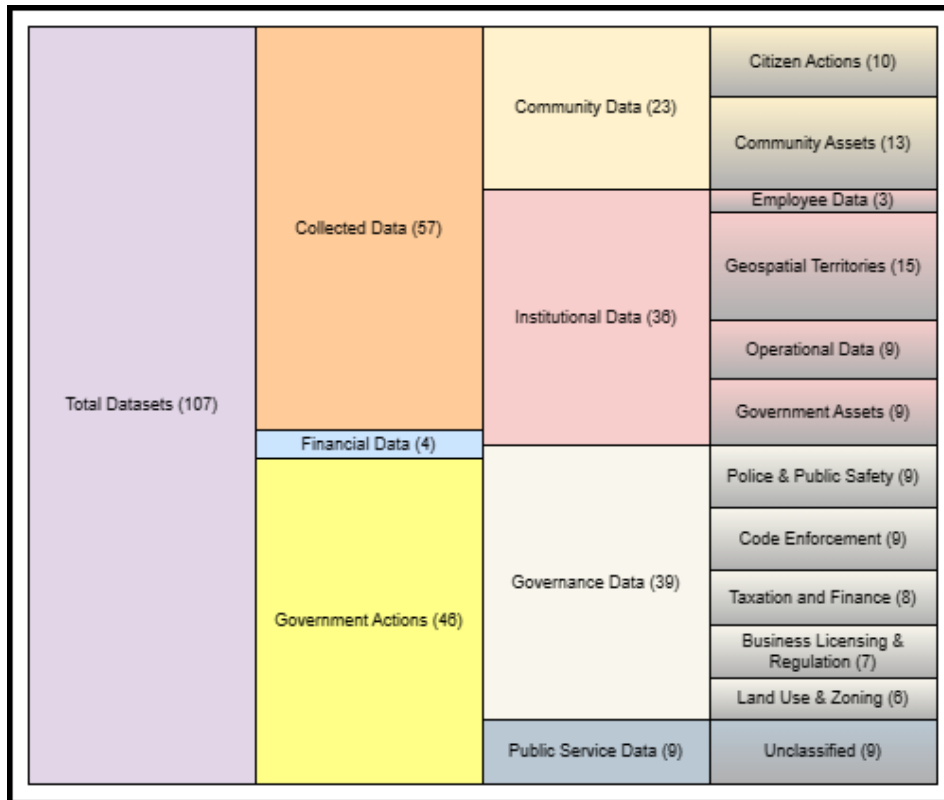 Total Datasets (107)
Collected Data (57)
Financial Data (4)
Government Actions (46)
Community Data (23)
Institutional Data (36)
Governance Data (39)
Public Service Data (9)
Citizen Actions (10)
Community Assets (13)
Employee Data (3)
Geospatial Territories (15)
Operational Data (9)
Government Assets (9)
Police & Public Safety (9)
Code Enforcement (9)
Taxation and Finance (8)
Business Licensing &
Regulation (7)
Land Use & Zoning (6)
Unclassified (9)